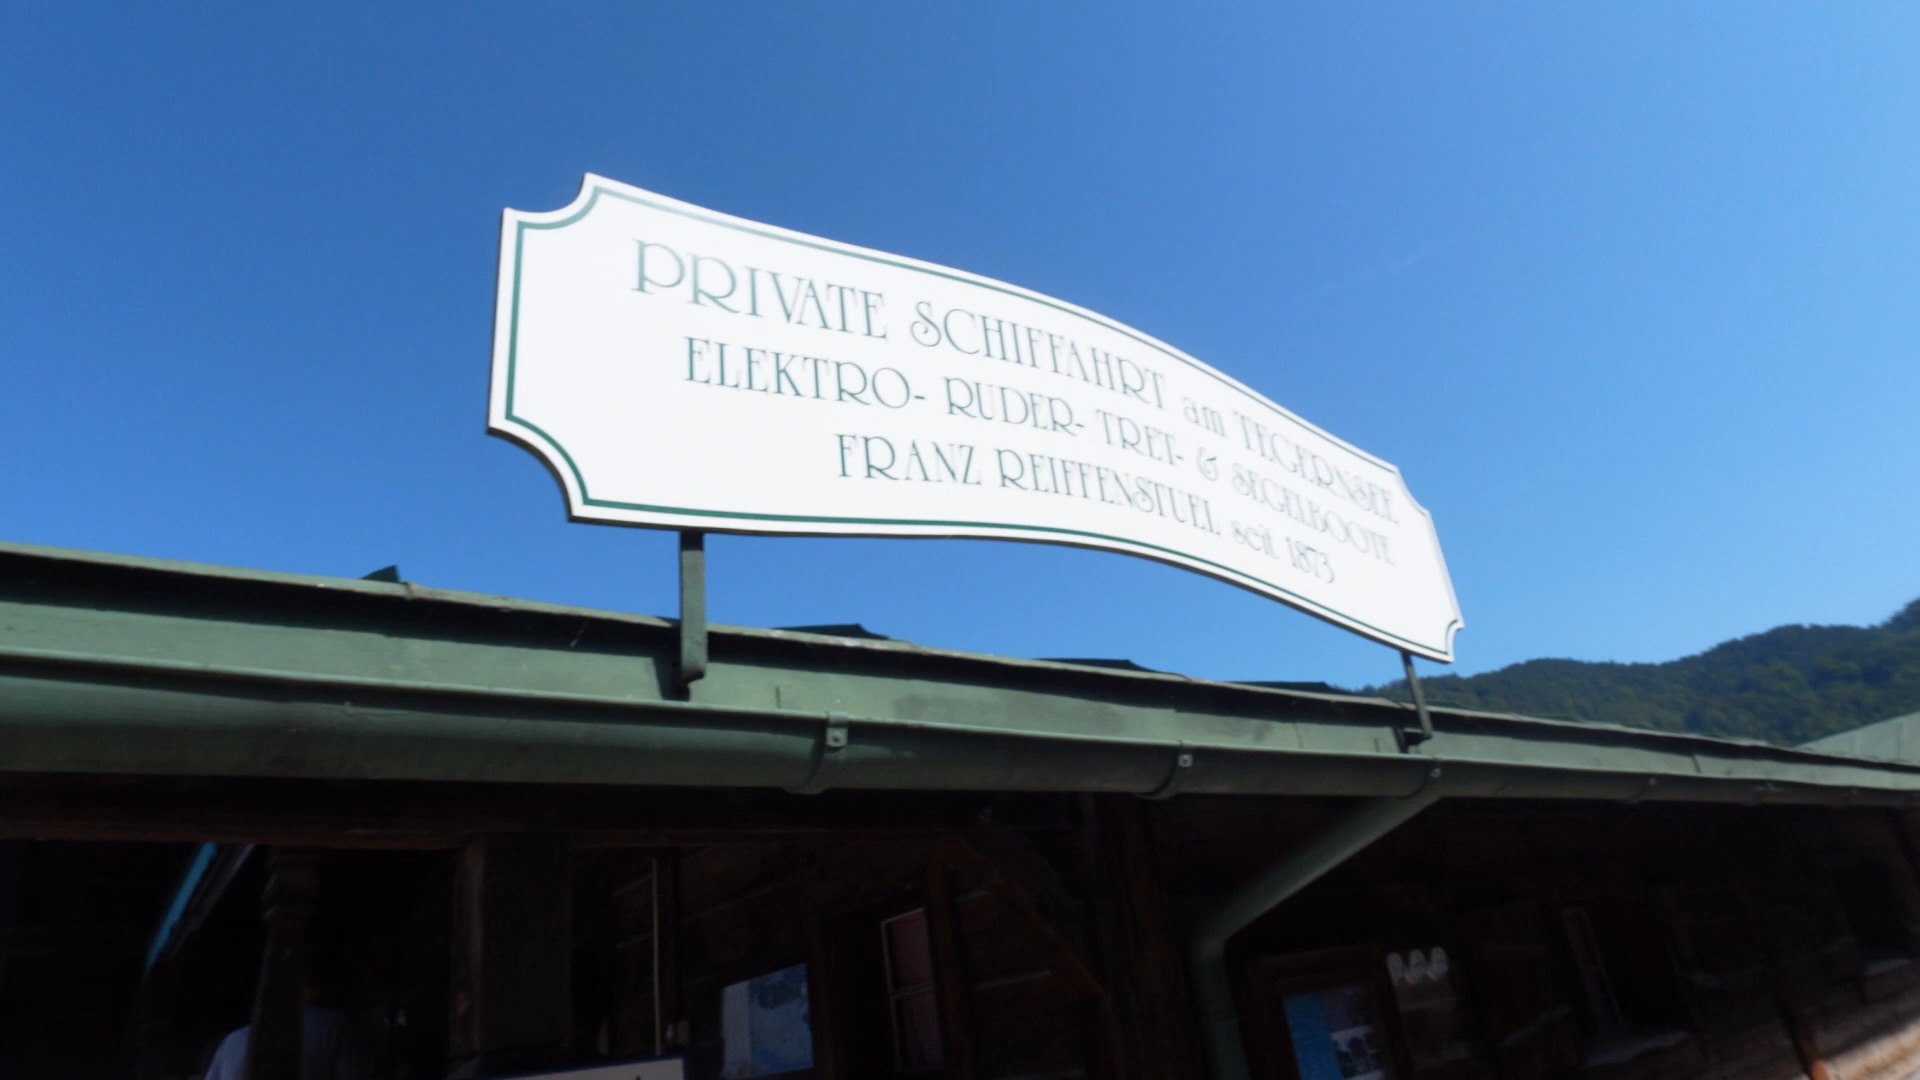 PRIVATE SCHIFFAHRT am TEGERNSEE
ELEKTRO- RUDER- TRET- & SEGELBOOTE
FRANZ REIFFENSTUEL seit 1873